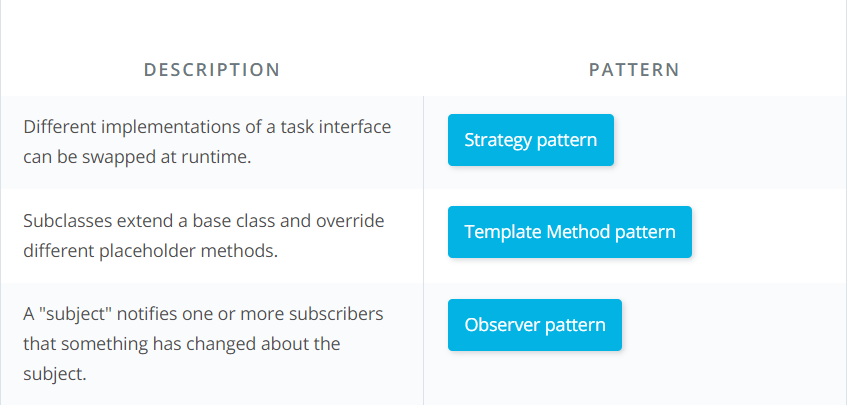 DESCRIPTION PATTERN
Different implementations of a task interface
can be swapped at runtime.
Strategy pattern
Subclasses extend a base class and override
different placeholder methods.
Template Method pattern
A "subject" notifies one or more subscribers
that something has changed about the
subject.
Observer pattern